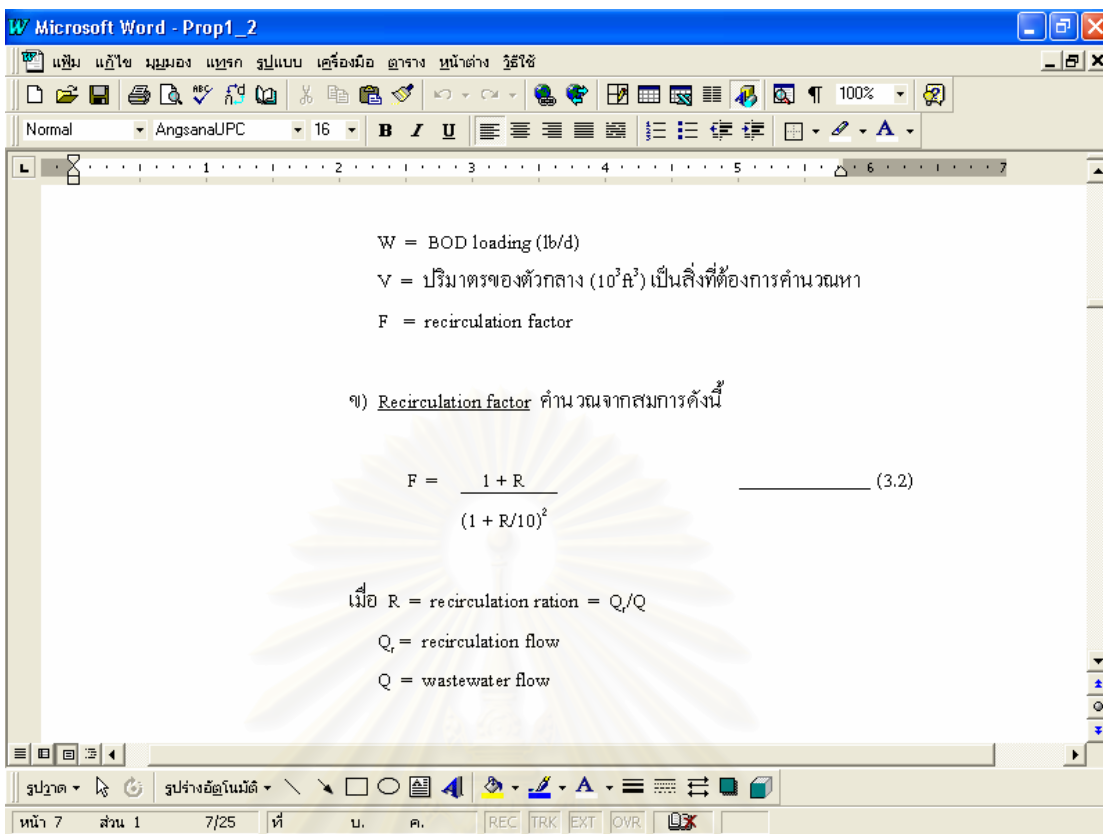 Microsoft Word - Prop1_2
แฟ้ม แก้ไข มุมมอง แทรก รูปแบบ เครื่องมือ ตาราง หน้าต่าง วิธีใช้
100%
Normal AngsanaUPC 16 B I U A
1 2 3 4 5 6 7
W = BOD loading (lb/d)
V = ปริมาตรของตัวกลาง (10³ft³) เป็นสิ่งที่ต้องการคำนวณหา
F = recirculation factor
ข) Recirculation factor คำนวณจากสมการดังนี้
F = 1 + R ______________ (3.2)
(1 + R/10)²
เมื่อ R = recirculation ration = Qᵣ/Q
Qᵣ = recirculation flow
Q = wastewater flow
รูปวาด รูปร่างอัตโนมัติ A
หน้า 7 ส่วน 1 7/25 ที่ บ. ค. REC TRK EXT OVR